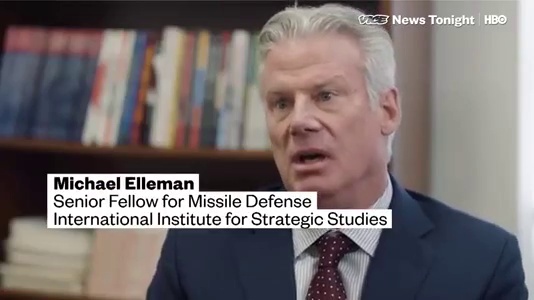 VICE News Tonight | HBO
Michael Elleman
Senior Fellow for Missile Defense
International Institute for Strategic Studies